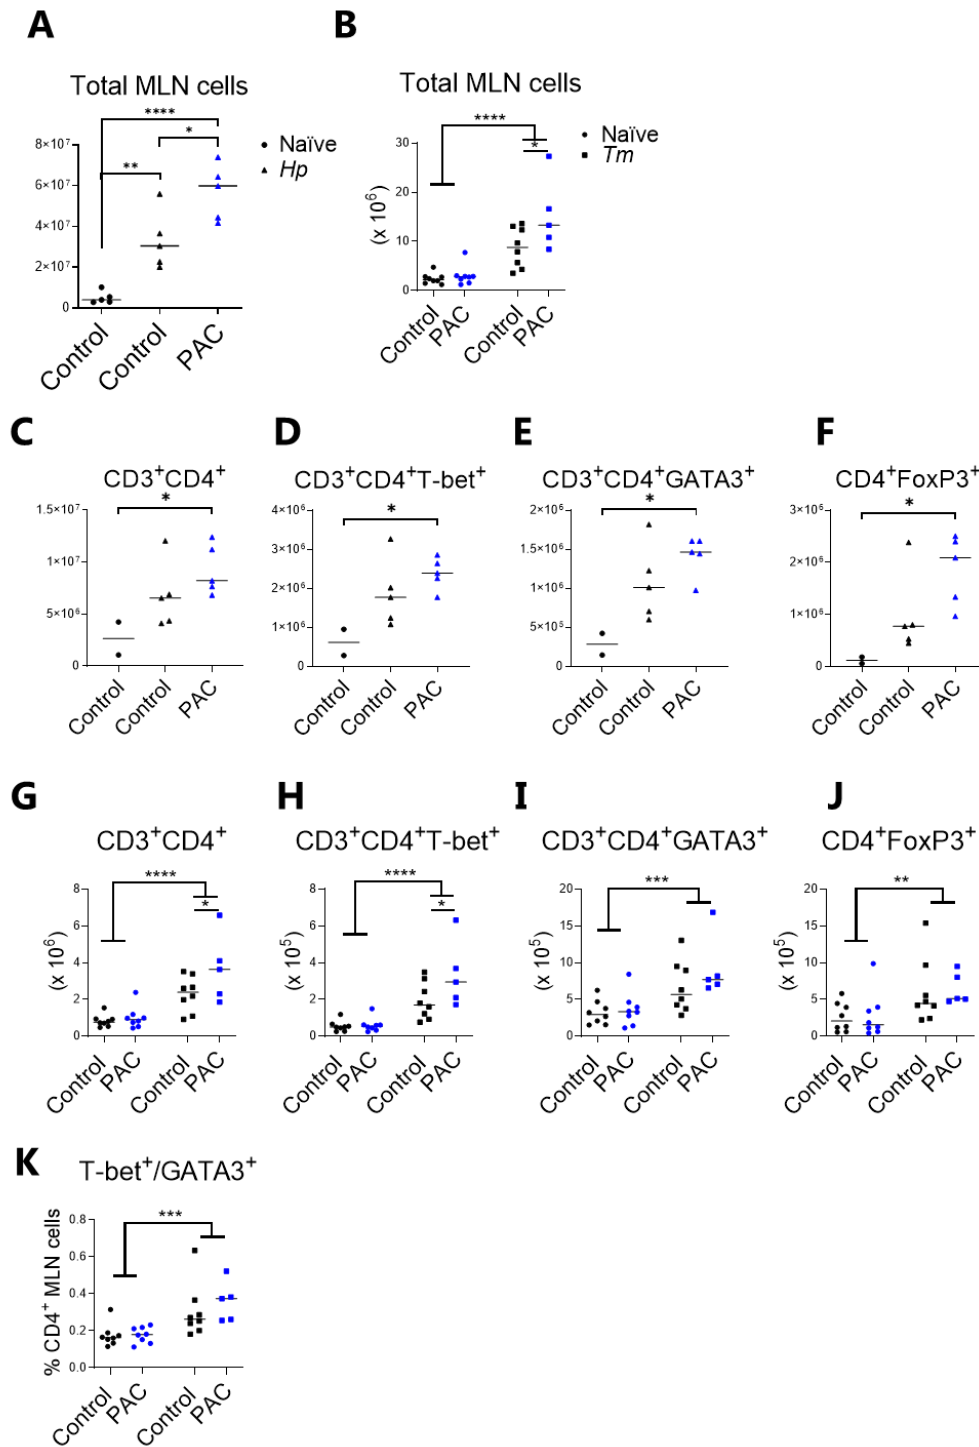 A
B
Total MLN cells
Total MLN cells
****
*
**
8×10⁷
6×10⁷
4×10⁷
2×10⁷
0
Naïve
Hp
Control
Control
PAC
****
*
(x 10⁶)
30
20
10
0
Naïve
Tm
Control
PAC
Control
PAC
C
D
E
F
CD3⁺CD4⁺
*
1.5×10⁷
1×10⁷
5×10⁶
0
Control
Control
PAC
CD3⁺CD4⁺T-bet⁺
*
4×10⁶
3×10⁶
2×10⁶
1×10⁶
0
Control
Control
PAC
CD3⁺CD4⁺GATA3⁺
*
2×10⁶
1.5×10⁶
1×10⁶
5×10⁵
0
Control
Control
PAC
CD4⁺FoxP3⁺
*
3×10⁶
2×10⁶
1×10⁶
0
Control
Control
PAC
G
H
I
J
CD3⁺CD4⁺
****
*
(x 10⁶)
8
6
4
2
0
Control
PAC
Control
PAC
CD3⁺CD4⁺T-bet⁺
****
*
(x 10⁵)
8
6
4
2
0
Control
PAC
Control
PAC
CD3⁺CD4⁺GATA3⁺
***
(x 10⁵)
20
15
10
5
0
Control
PAC
Control
PAC
CD4⁺FoxP3⁺
**
(x 10⁵)
20
15
10
5
0
Control
PAC
Control
PAC
K
T-bet⁺/GATA3⁺
***
% CD4⁺ MLN cells
0.8
0.6
0.4
0.2
0.0
Control
PAC
Control
PAC